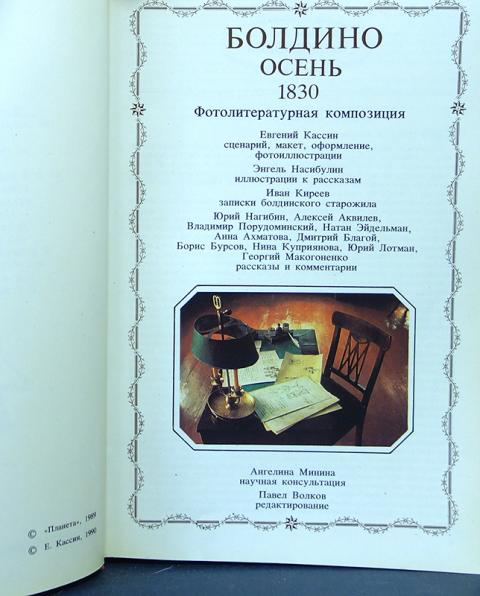 БОЛДИНО
ОСЕНЬ
1830
Фотолитературная композиция
Евгений Кассин
сценарий, макет, оформление,
фотоиллюстрации
Энгель Насибулин
иллюстрации к рассказам
Иван Киреев
записки болдинского старожила
Юрий Нагибин, Алексей Аквилев,
Владимир Порудоминский, Натан Эйдельман,
Анна Ахматова, Дмитрий Благой,
Борис Бурсов, Нина Куприянова, Юрий Лотман,
Георгий Макогоненко
рассказы и комментарии
Ангелина Минина
научная консультация
Павел Волков
редактирование
© «Планета», 1989
© Е. Кассин, 1990